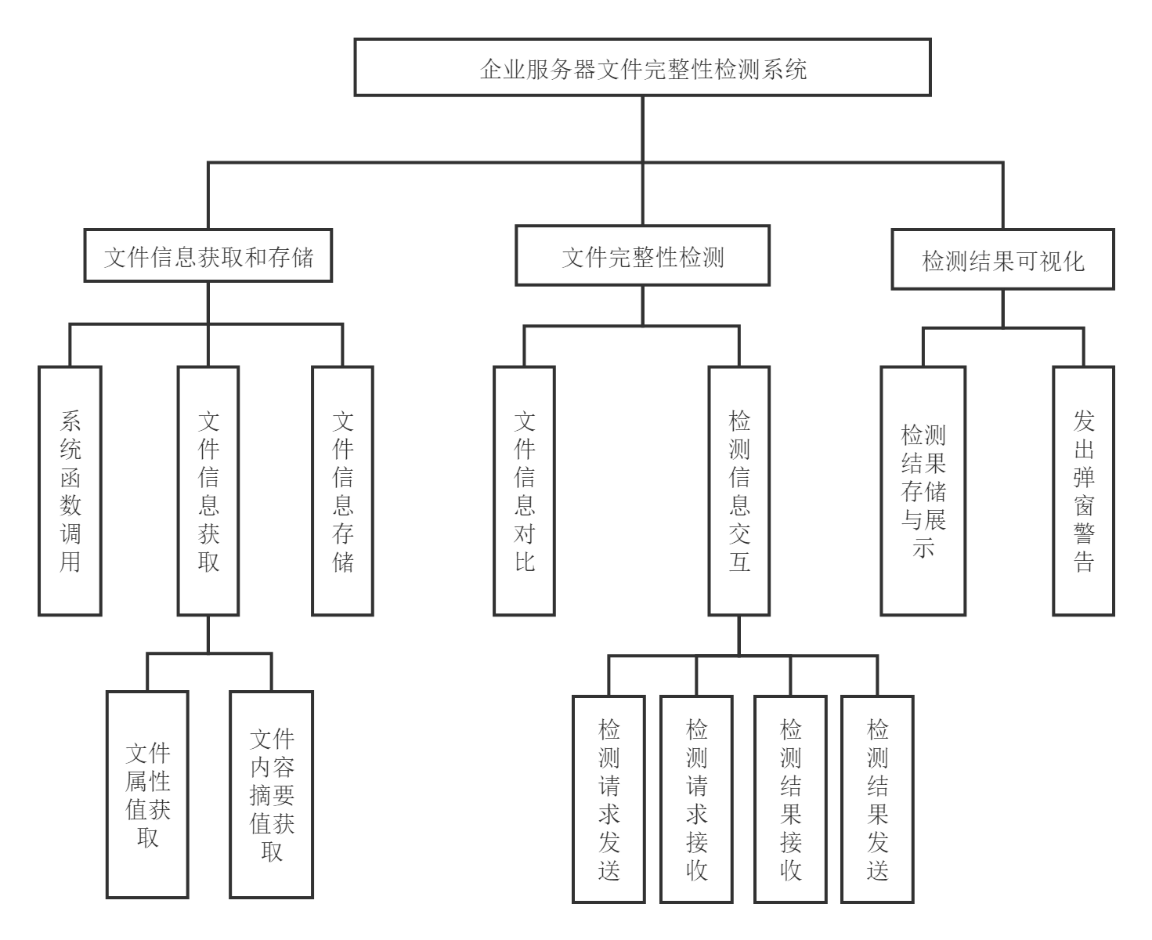 企业服务器文件完整性检测系统
文件信息获取和存储
文件完整性检测
检测结果可视化
系统函数调用
文件信息获取
文件信息存储
文件信息对比
检测信息交互
检测
结果
存储
与展
示
发出弹窗警告
文件
属性
值获
取
文件
内容
摘要
值获
取
检测请求发送
检测请求接收
检测结果接收
检测结果发送